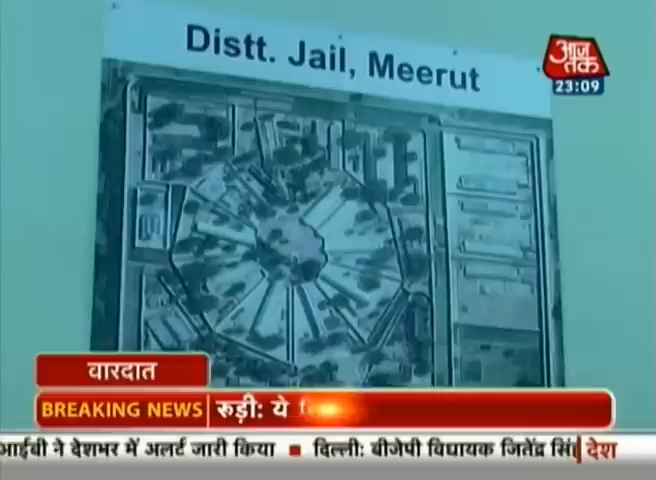 Distt. Jail, Meerut
आज तक
23:09
वारदात
BREAKING NEWS रूडी: ये
आईबी ने देशभर में अलर्ट जारी किया ■ दिल्ली: बीजेपी विधायक जितेंद्र सिं देश